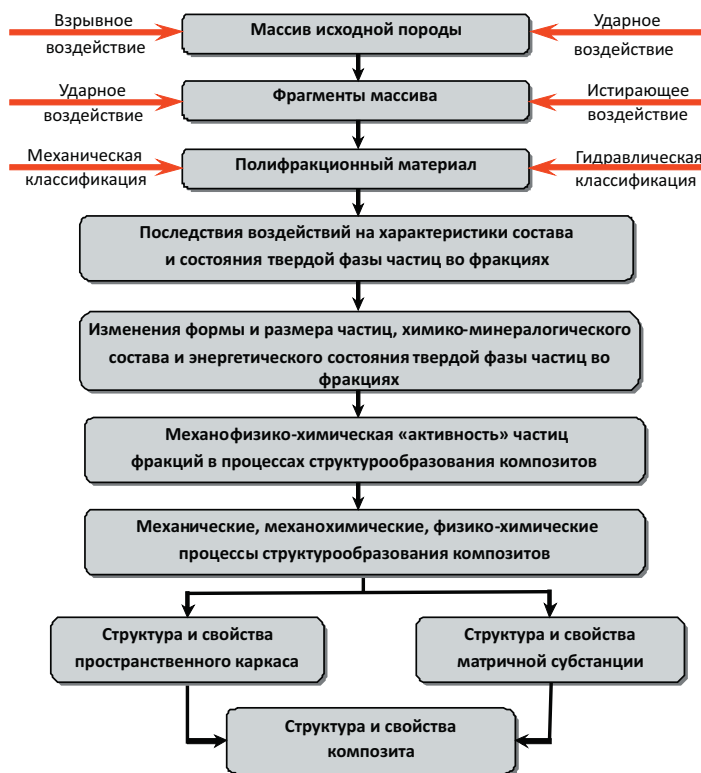 Взрывное
воздействие
Массив исходной породы
Ударное
воздействие
Ударное
воздействие
Фрагменты массива
Истирающее
воздействие
Механическая
классификация
Полифракционный материал
Гидравлическая
классификация
Последствия воздействий на характеристики состава
и состояния твердой фазы частиц во фракциях
Изменения формы и размера частиц, химико-минералогического
состава и энергетического состояния твердой фазы частиц во
фракциях
Механофизико-химическая «активность» частиц
фракций в процессах структурообразования композитов
Механические, механохимические, физико-химические
процессы структурообразования композитов
Структура и свойства
пространственного каркаса
Структура и свойства
матричной субстанции
Структура и свойства
композита